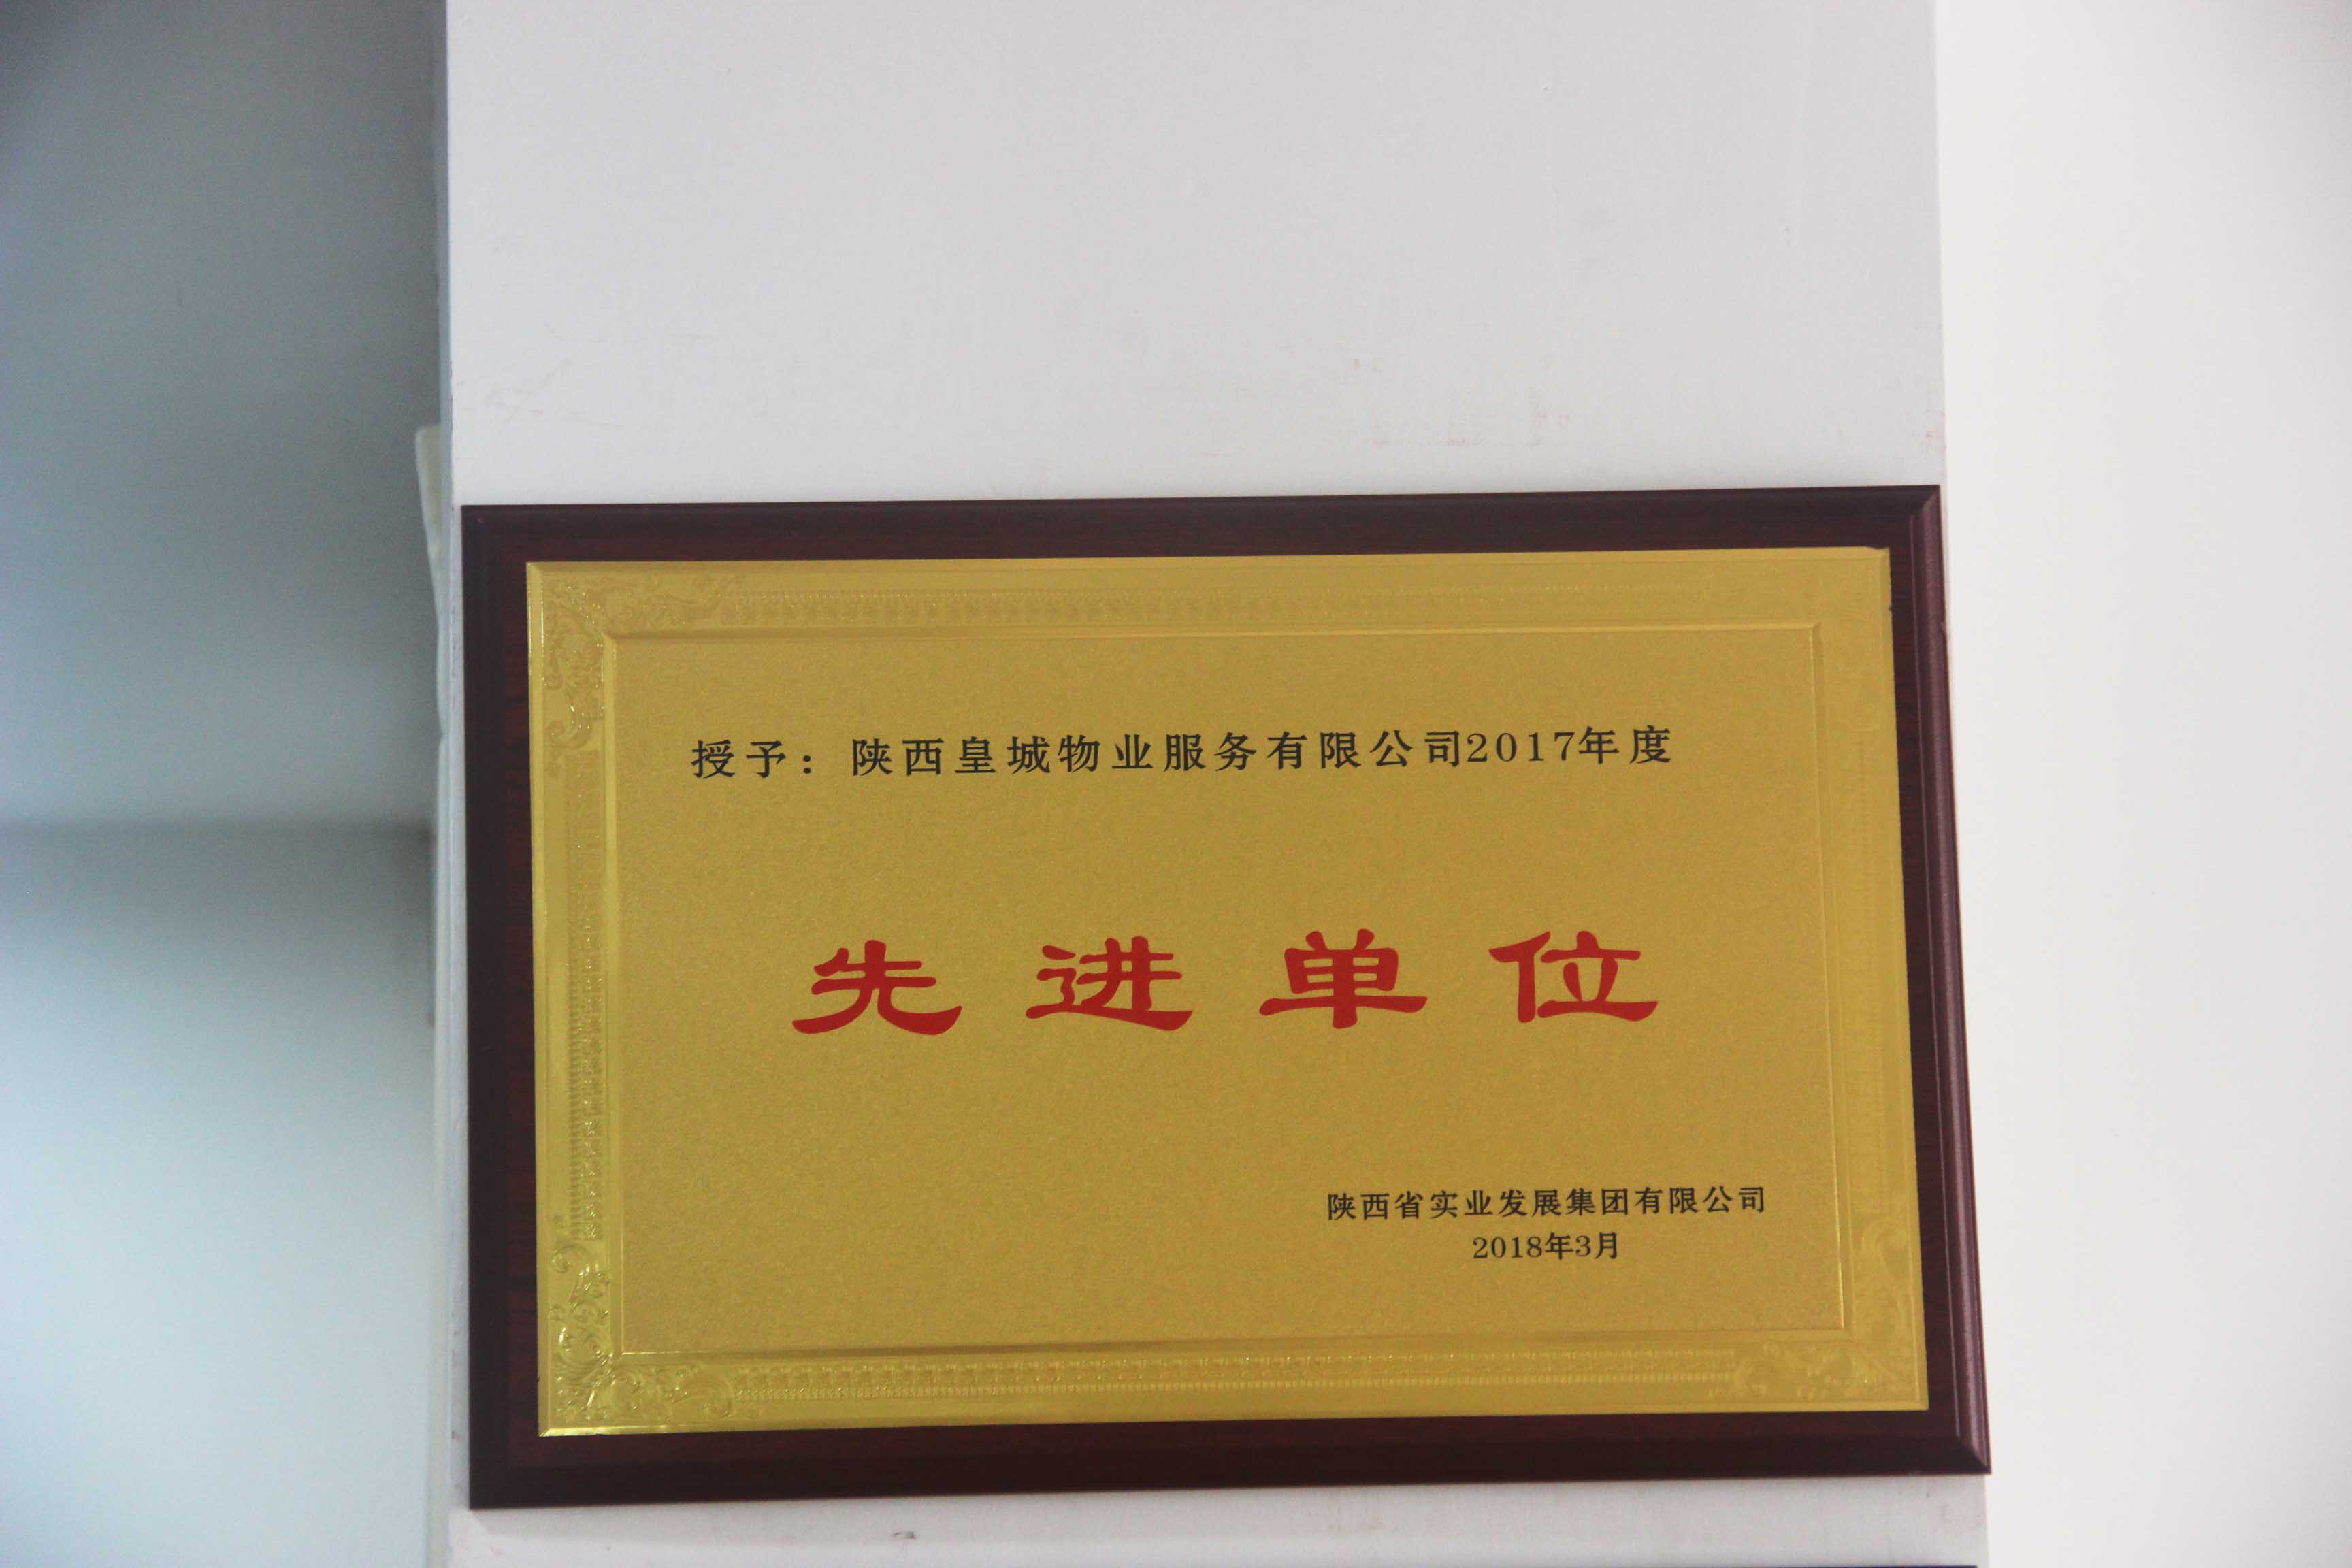 授予：陕西皇城物业服务有限公司2017年度
先进单位
陕西省实业发展集团有限公司
2018年3月